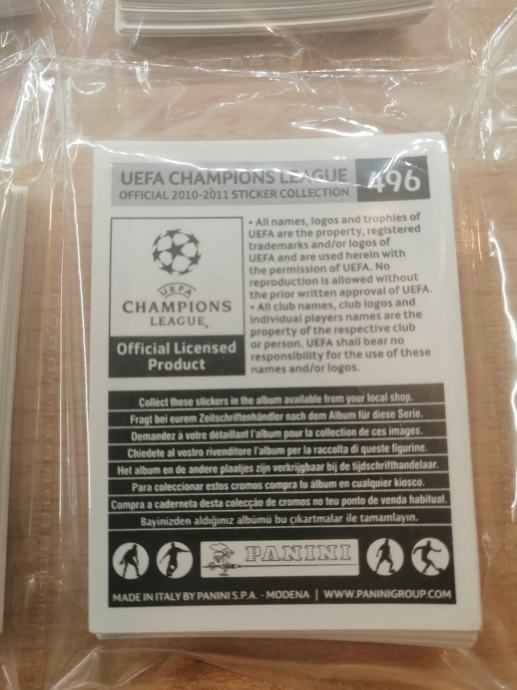 UEFA CHAMPIONS LEAGUE 496
OFFICIAL 2010-2011 STICKER COLLECTION
UEFA
CHAMPIONS
LEAGUE®
Official Licensed
Product
• All names, logos and trophies of
UEFA are the property, registered
trademarks and/or logos of
UEFA and are used herein with
the permission of UEFA. No
reproduction is allowed without
the prior written approval of UEFA.
• All club names, club logos and
individual players names are the
property of the respective club
or person. UEFA shall bear no
responsibility for the use of these
names and/or logos.
Collect these stickers in the album available from your local shop.
Fragt bei eurem Zeitschriftenhändler nach dem Album für diese Serie.
Demandez à votre détaillant l'album pour la collection de ces images.
Chiedete al vostro rivenditore l'album per la raccolta di queste figurine.
Het album en de andere plaatjes zijn verkrijgbaar bij de tijdschrifthandelaar.
Para coleccionar estos cromos compra tu álbum en cualquier kiosco.
Compra a caderneta desta colecção de cromos no teu ponto de venda habitual.
Bayinizden aldığınız albümü bu çıkartmalar ile tamamlayın.
PANINI
MADE IN ITALY BY PANINI S.P.A. - MODENA | WWW.PANINIGROUP.COM